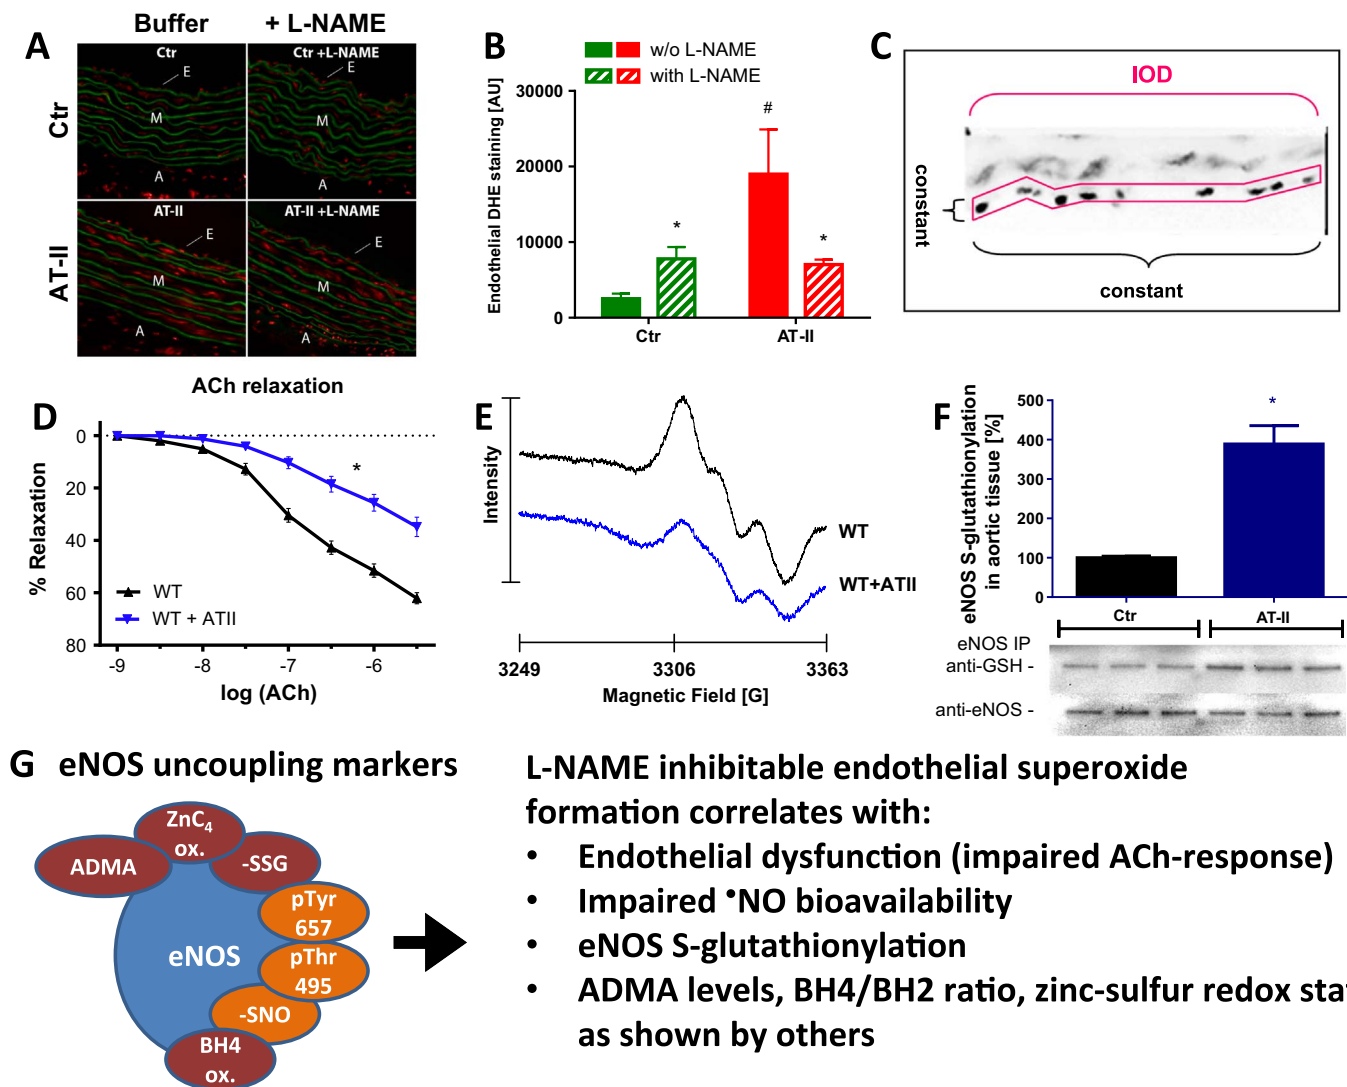 Buffer + L-NAME
A
Ctr
AT-II
Ctr
E
M
A
Ctr +L-NAME
E
M
A
AT-II
E
M
A
AT-II +L-NAME
E
M
A
B
w/o L-NAME
with L-NAME
Endothelial DHE staining [AU]
30000
20000
10000
0
*
#
*
Ctr
AT-II
C
IOD
constant
constant
D
ACh relaxation
% Relaxation
0
20
40
60
80
*
WT
WT + ATII
-9
-8
-7
-6
log (ACh)
E
Intensity
WT
WT+ATII
3249
3306
3363
Magnetic Field [G]
F
eNOS S-glutathionylation
in aortic tissue [%]
500
400
300
200
100
0
*
Ctr
AT-II
eNOS IP
anti-GSH -
anti-eNOS -
G eNOS uncoupling markers
ADMA
ZnC₄
ox.
-SSG
pTyr
657
pThr
495
-SNO
BH4
ox.
eNOS
L-NAME inhibitable endothelial superoxide
formation correlates with:
• Endothelial dysfunction (impaired ACh-response)
• Impaired •NO bioavailability
• eNOS S-glutathionylation
• ADMA levels, BH4/BH2 ratio, zinc-sulfur redox stat
as shown by others